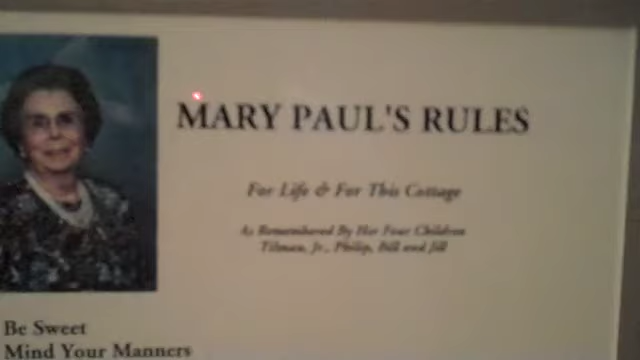 MARY PAUL'S RULES
For Life & For This Cottage
As Remembered By Her Four Children
Tilman, Jr., Philip, Bill and Jill
Be Sweet
Mind Your Manners